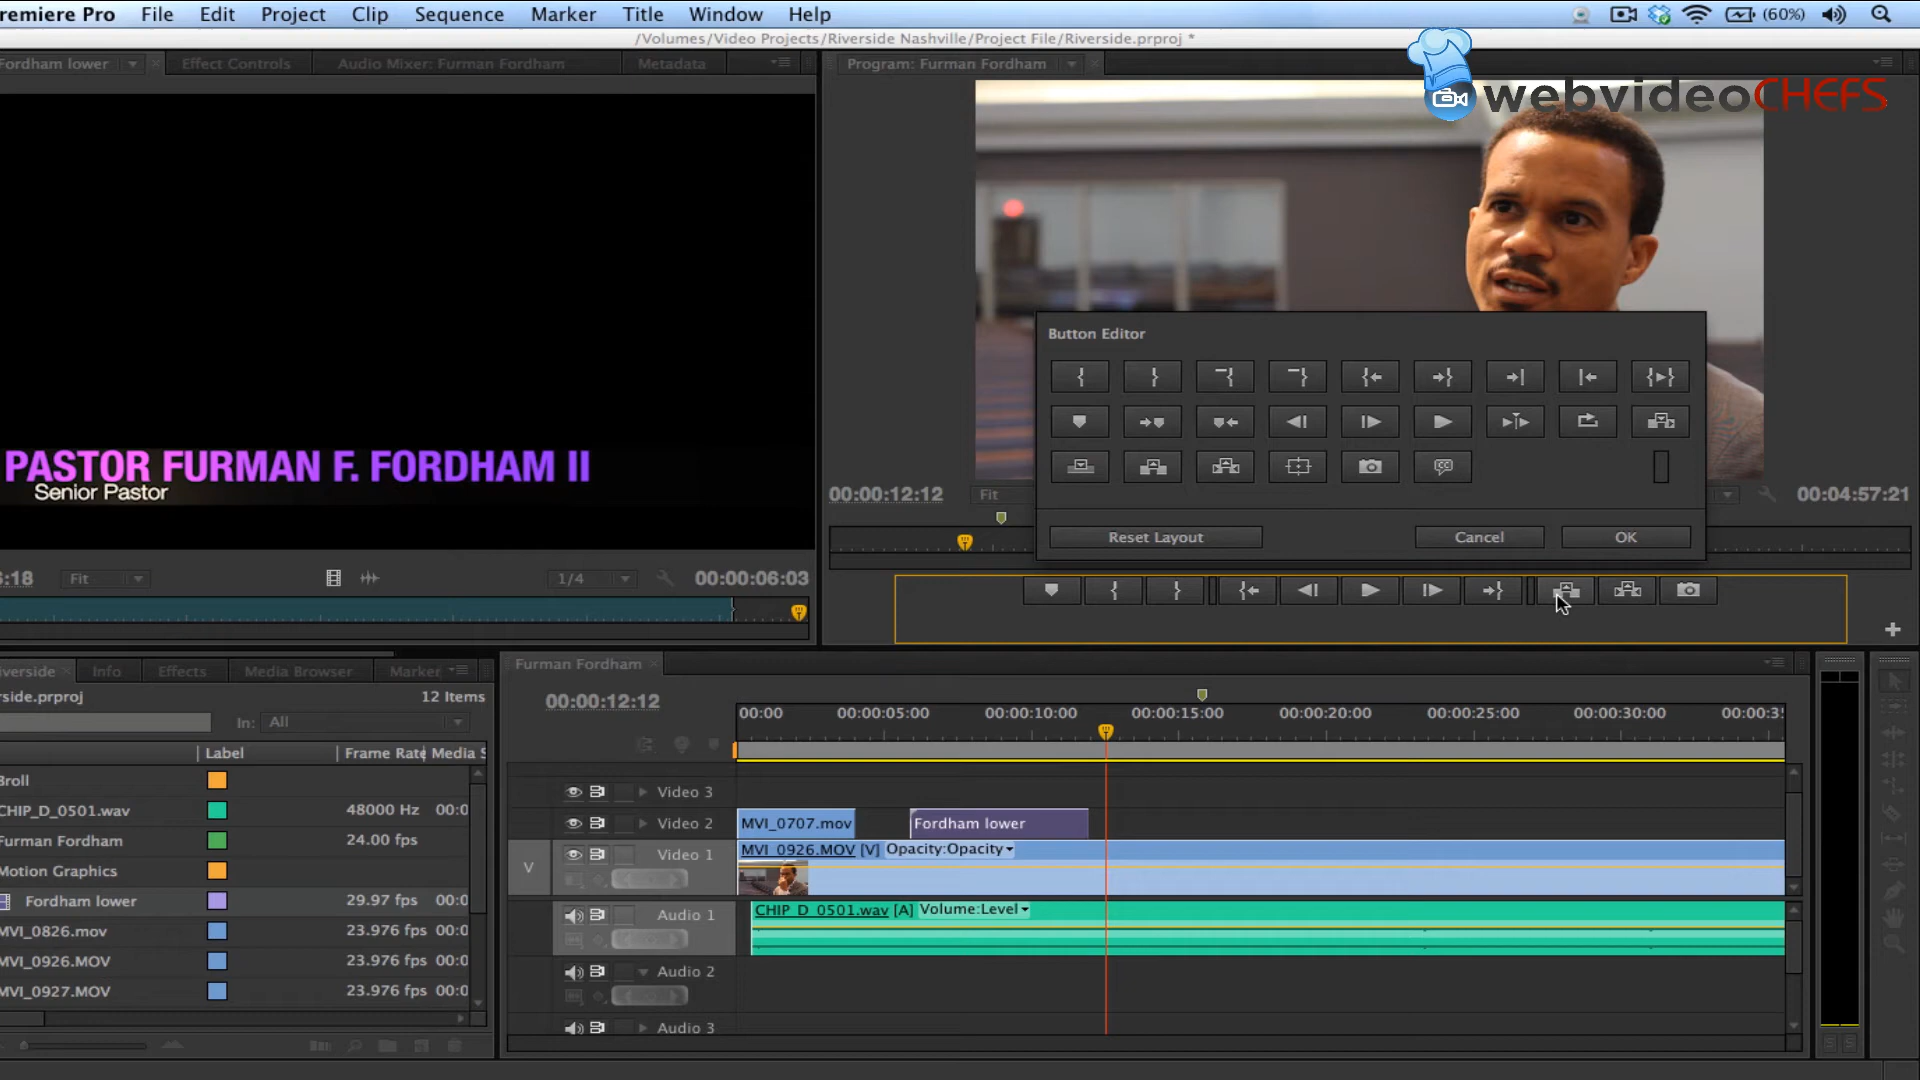 remiere Pro File Edit Project Clip Sequence Marker Title Window Help (60%)
/Volumes/Video Projects/Riverside Nashville/Project File/Riverside.prproj *
Fordham lower Effect Controls Audio Mixer: Furman Fordham Metadata Program: Furman Fordham
webvideoCHEFS
Button Editor
PASTOR FURMAN F. FORDHAM II
Senior Pastor
00:00:12:12 Fit 00:04:57:21
Reset Layout Cancel OK
6:18 Fit 1/4 00:00:06:03
iverside Info Effects Media Browser Marker Furman Fordham
rside.prproj 12 Items 00:00:12:12
In: All 00:00 00:00:05:00 00:00:10:00 00:00:15:00 00:00:20:00 00:00:25:00 00:00:30:00 00:00:35
Label Frame Rate Media S
Broll
CHIP_D_0501.wav 48000 Hz 00:0
Furman Fordham 24.00 fps
Motion Graphics
Fordham lower 29.97 fps 00:0
MVI_0826.mov 23.976 fps 00:0
MVI_0926.MOV 23.976 fps 00:0
MVI_0927.MOV 23.976 fps 00:0
Video 3
Video 2 MVI_0707.mov Fordham lower
V Video 1 MVI_0926.MOV [V] Opacity:Opacity
Audio 1 CHIP_D_0501.wav [A] Volume:Level
Audio 2
Audio 3
S S